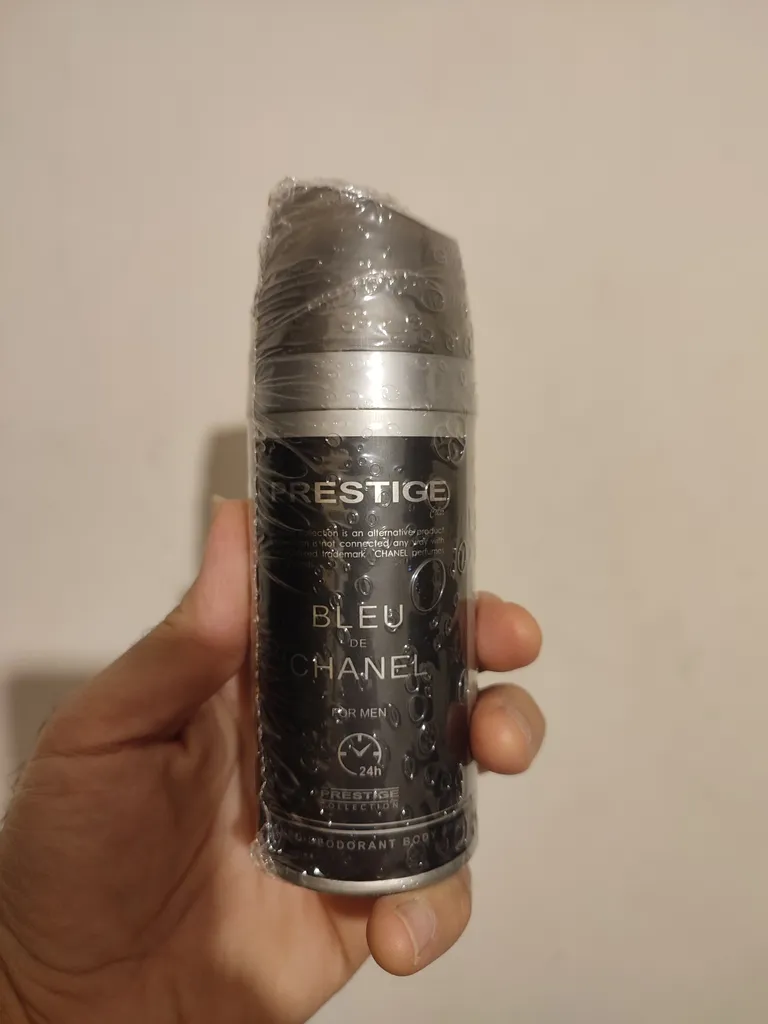 PRESTIGE
is an alternative product
is not connected any way with
trademark "CHANEL perfumes
BLEU
DE
CHANEL
FOR MEN
24h
PRESTIGE
COLLECTION
DEODORANT BODY